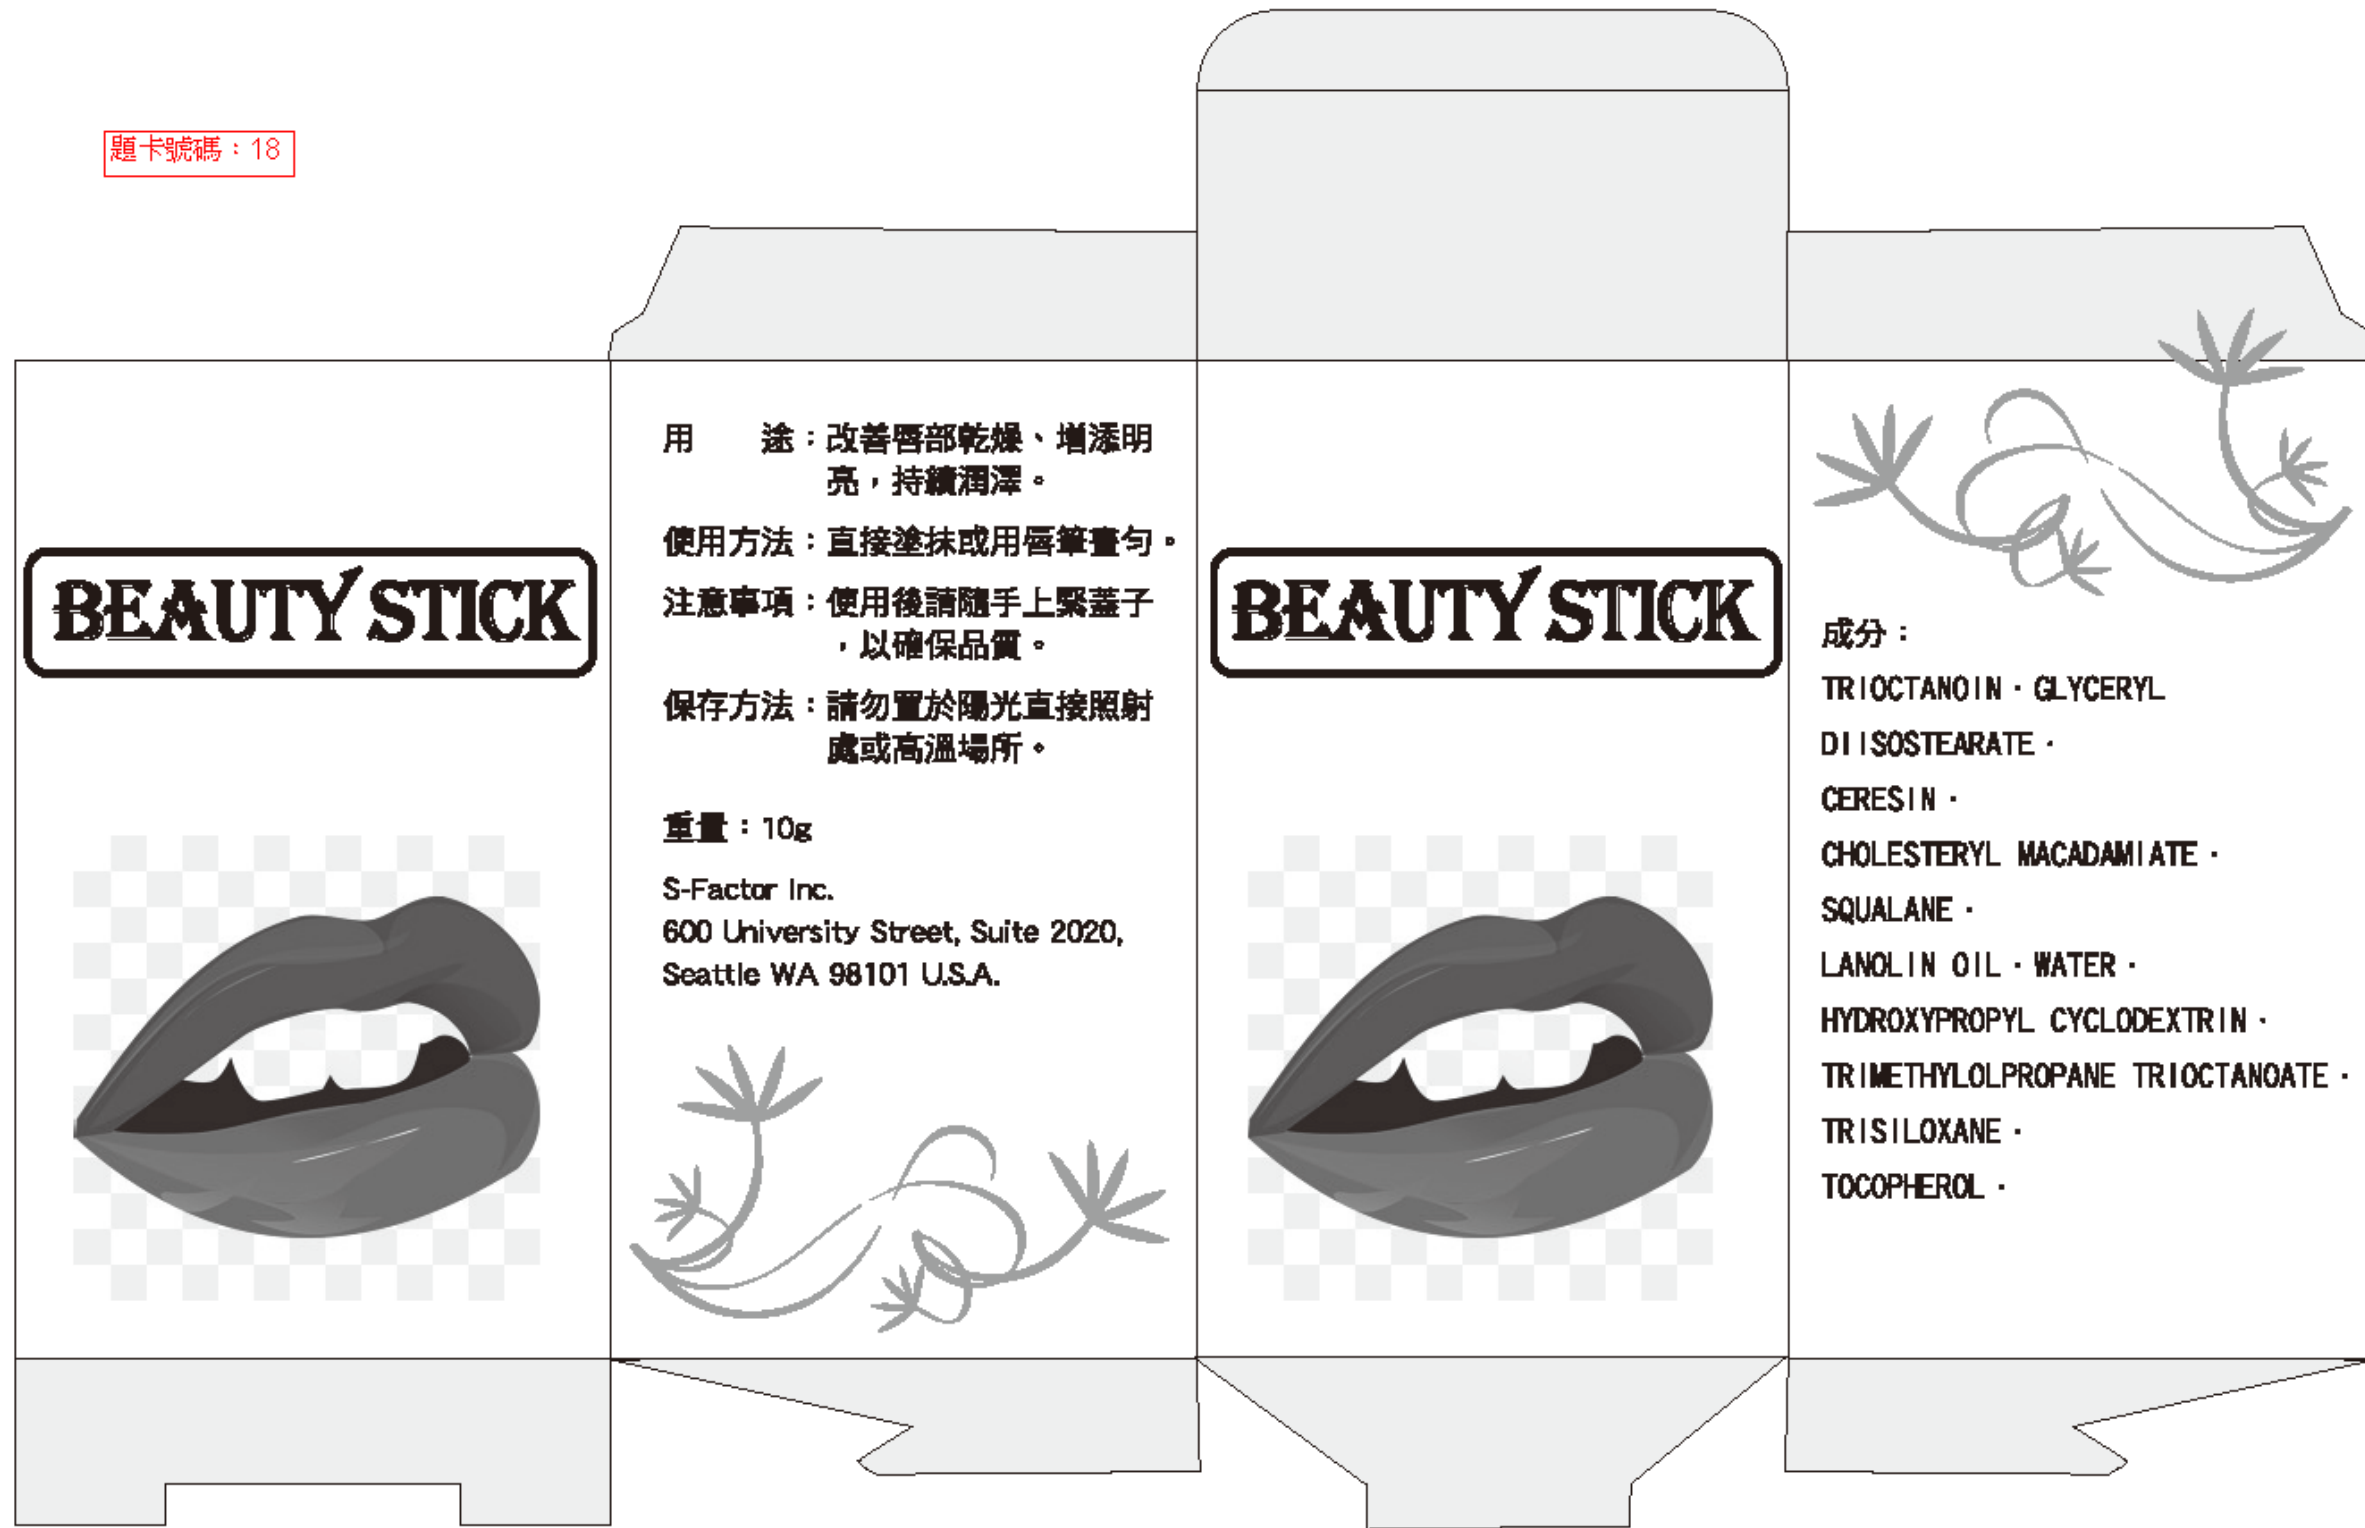 題卡號碼：18
BEAUTY STICK
用　　途：改善唇部乾燥、增添明
亮，持續潤澤。
使用方法：直接塗抹或用唇筆畫勻。
注意事項：使用後請隨手上緊蓋子
，以確保品質。
保存方法：請勿置於陽光直接照射
處或高溫場所。
重量：10g
S-Factor Inc.
600 University Street, Suite 2020,
Seattle WA 98101 U.S.A.
BEAUTY STICK
成分：
TRIOCTANOIN·GLYCERYL
DIISOSTEARATE·
CERESIN·
CHOLESTERYL MACADAMIATE·
SQUALANE·
LANOLIN OIL·WATER·
HYDROXYPROPYL CYCLODEXTRIN·
TRIMETHYLOLPROPANE TRIOCTANOATE·
TRISILOXANE·
TOCOPHEROL·